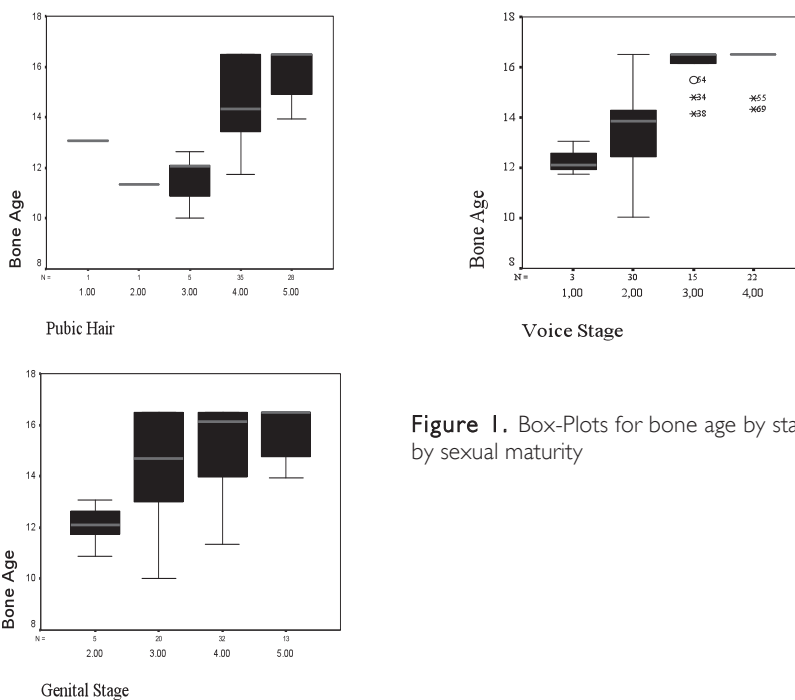 18
16
14
12
10
8
Bone Age
N = 1 1 5 35 28
1.00 2.00 3.00 4.00 5.00
Pubic Hair
18
16
14
12
10
8
Bone Age
54
34
38
55
69
N = 3 30 15 22
1,00 2,00 3,00 4,00
Voice Stage
18
16
14
12
10
8
Bone Age
N = 5 20 32 13
2.00 3.00 4.00 5.00
Genital Stage
Figure 1. Box-Plots for bone age by sta
by sexual maturity